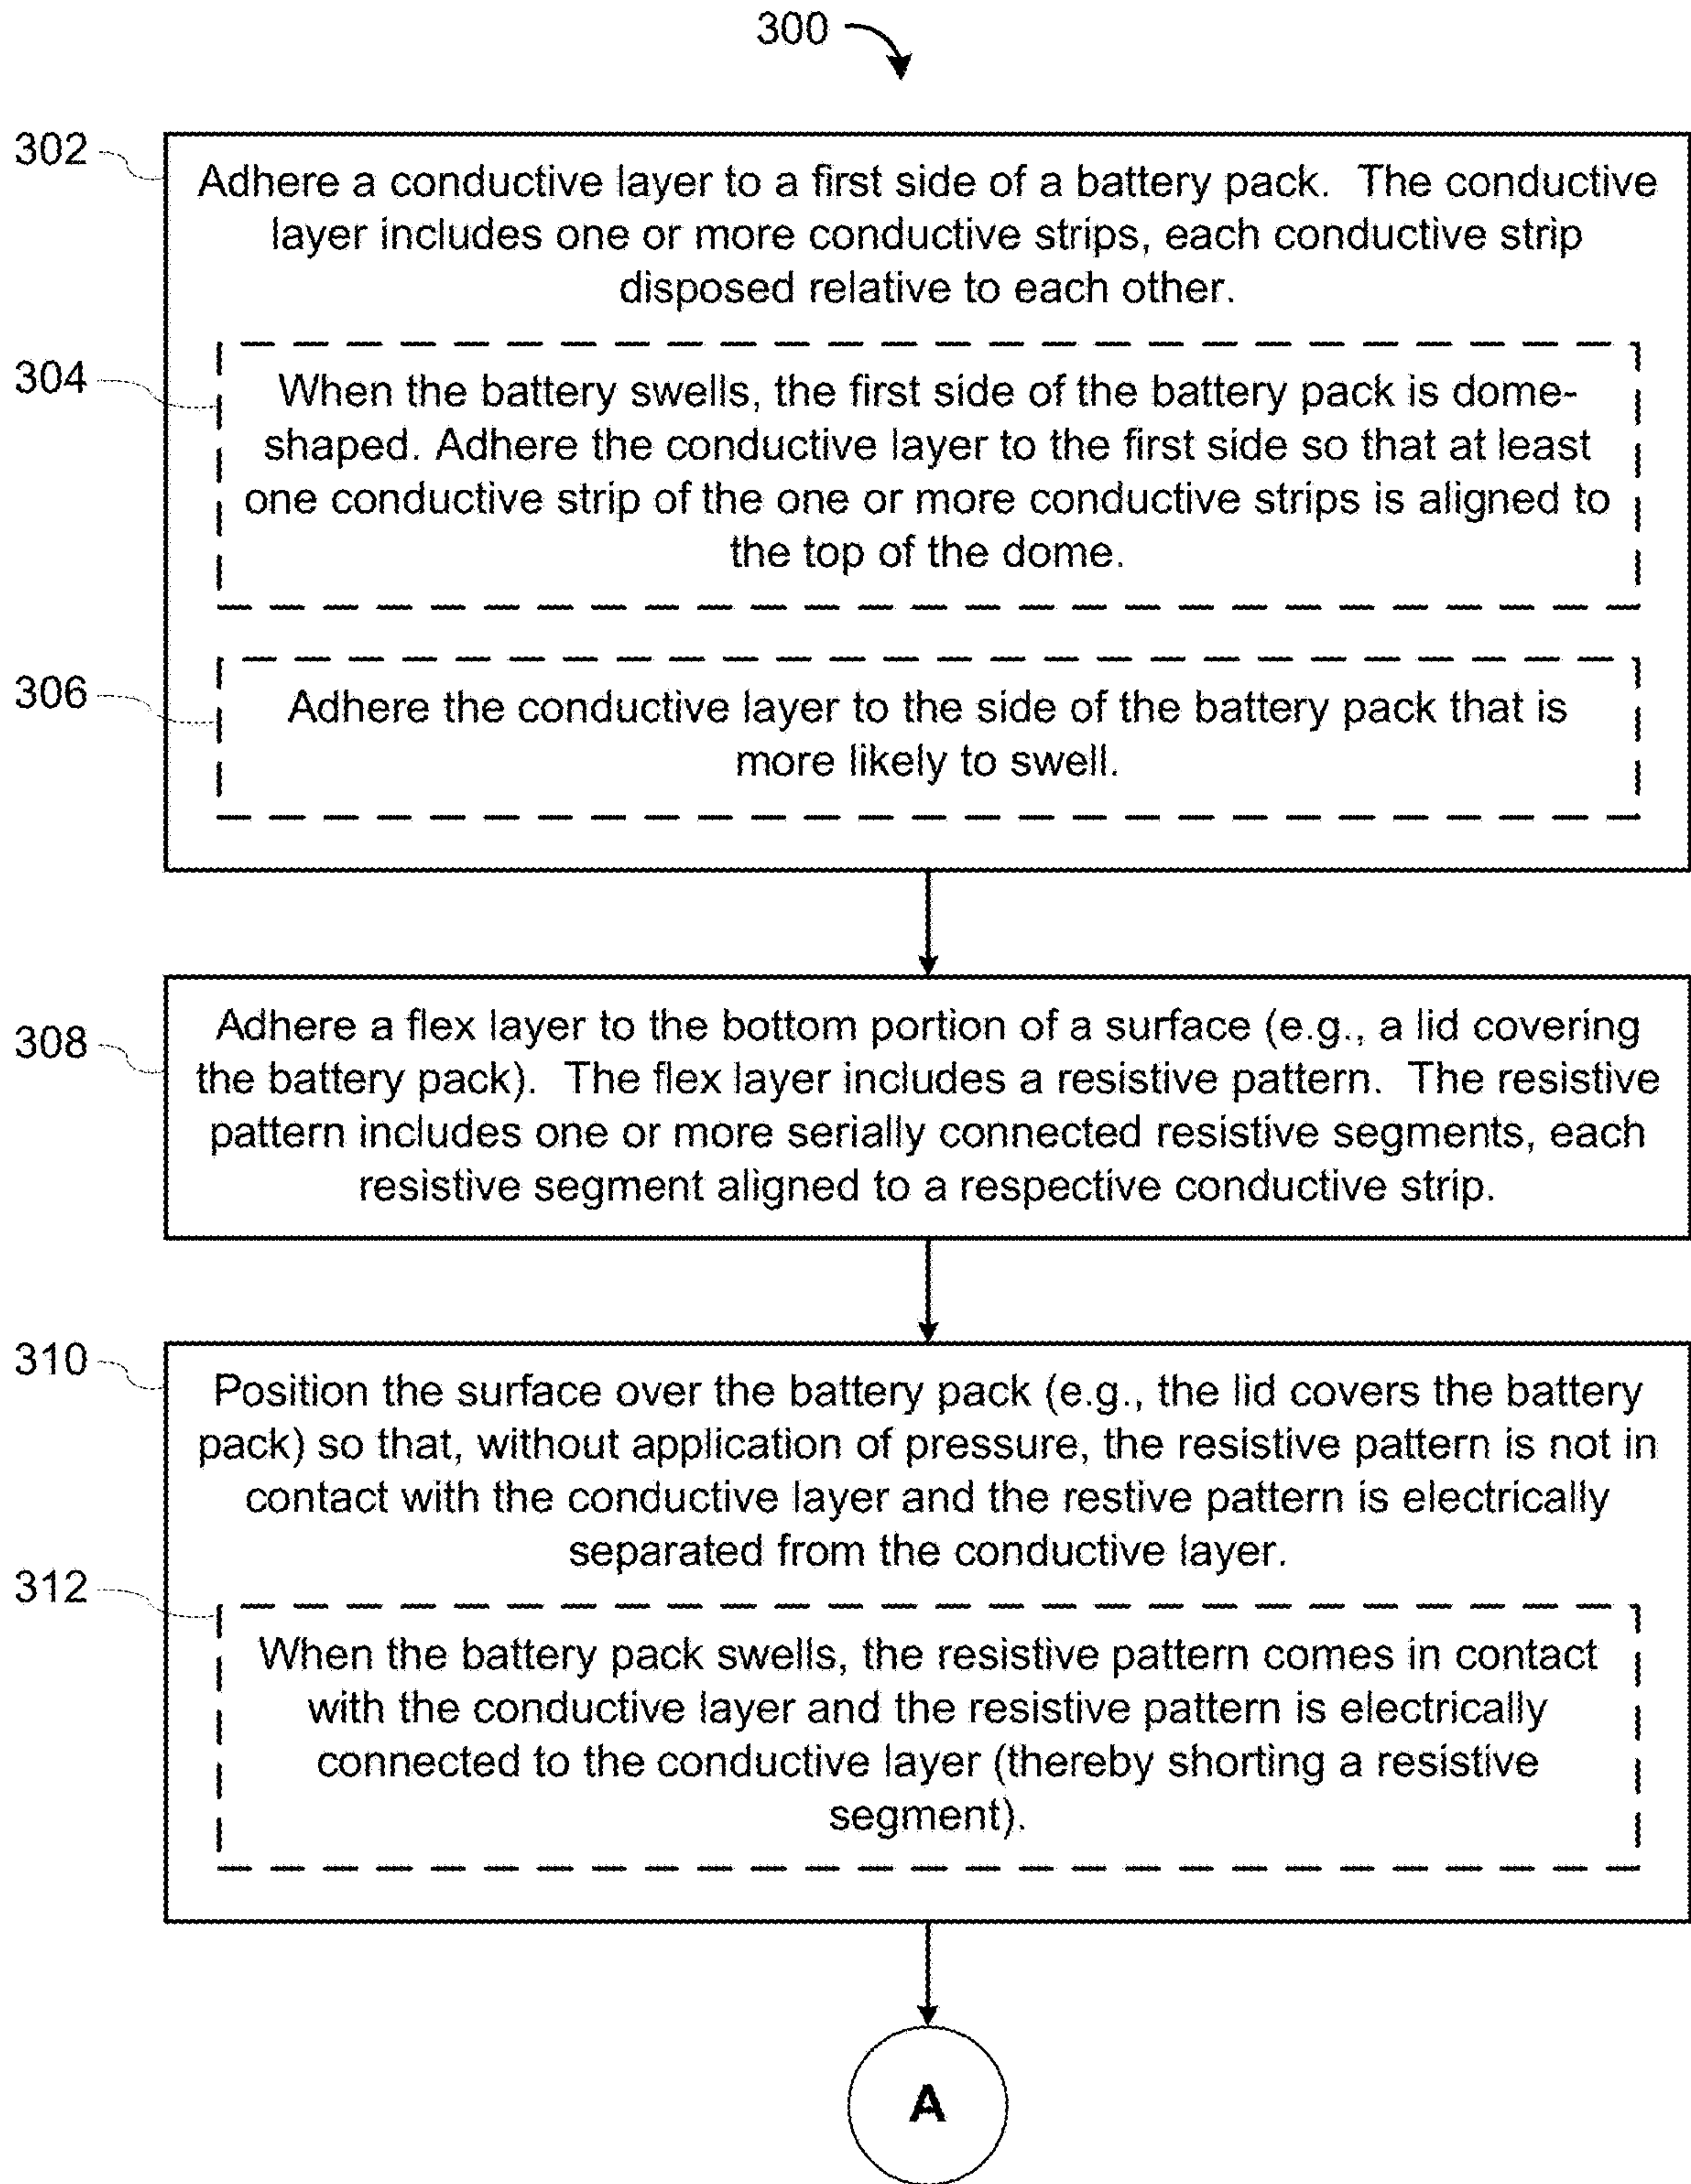 300
302
Adhere a conductive layer to a first side of a battery pack.  The conductive
layer includes one or more conductive strips, each conductive strip
disposed relative to each other.
304
When the battery swells, the first side of the battery pack is dome-
shaped. Adhere the conductive layer to the first side so that at least
one conductive strip of the one or more conductive strips is aligned to
the top of the dome.
306
Adhere the conductive layer to the side of the battery pack that is
more likely to swell.
308
Adhere a flex layer to the bottom portion of a surface (e.g., a lid covering
the battery pack).  The flex layer includes a resistive pattern.  The resistive
pattern includes one or more serially connected resistive segments, each
resistive segment aligned to a respective conductive strip.
310
Position the surface over the battery pack (e.g., the lid covers the battery
pack) so that, without application of pressure, the resistive pattern is not in
contact with the conductive layer and the restive pattern is electrically
separated from the conductive layer.
312
When the battery pack swells, the resistive pattern comes in contact
with the conductive layer and the resistive pattern is electrically
connected to the conductive layer (thereby shorting a resistive
segment).
A